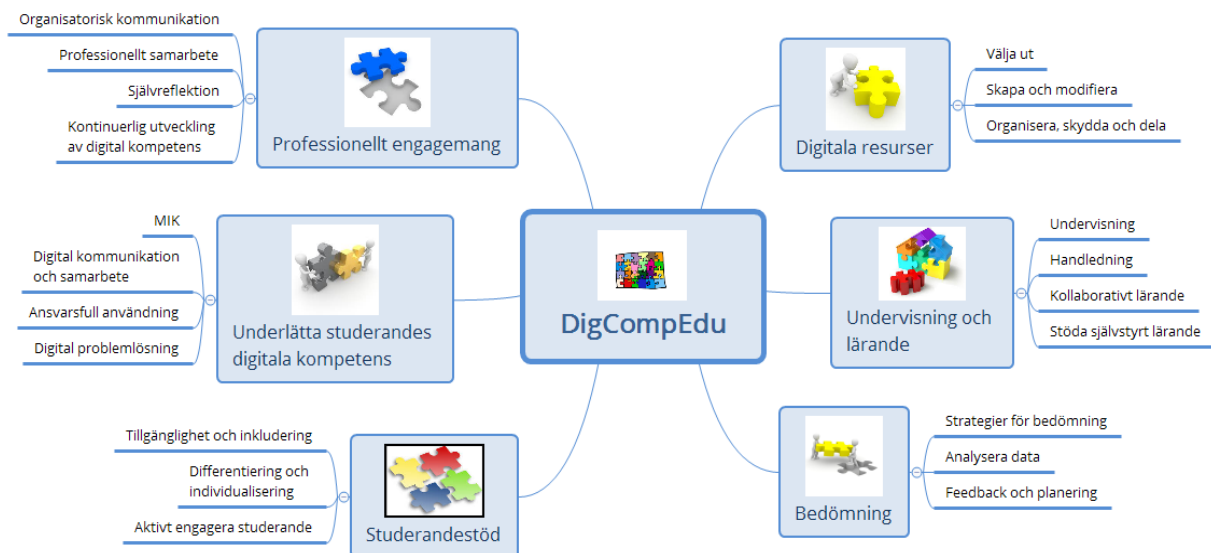 Organisatorisk kommunikation
Professionellt samarbete
Självreflektion
Kontinuerlig utveckling
av digital kompetens
Professionellt engagemang
MIK
Digital kommunikation
och samarbete
Ansvarsfull användning
Digital problemlösning
Underlätta studerandes
digitala kompetens
Tillgänglighet och inkludering
Differentiering och
individualisering
Aktivt engagera studerande
Studerandestöd
DigCompEdu
Digitala resurser
Välja ut
Skapa och modifiera
Organisera, skydda och dela
Undervisning och
lärande
Undervisning
Handledning
Kollaborativt lärande
Stöda självstyrt lärande
Bedömning
Strategier för bedömning
Analysera data
Feedback och planering